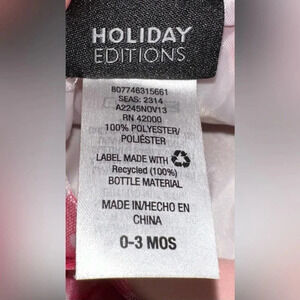 HOLIDAY
EDITIONS
807746315661
SEAS: 2314
A2245NOV13
RN 42000
100% POLYESTER/
POLIÉSTER
LABEL MADE WITH
Recycled (100%)
BOTTLE MATERIAL
MADE IN/HECHO EN
CHINA
0-3 MOS